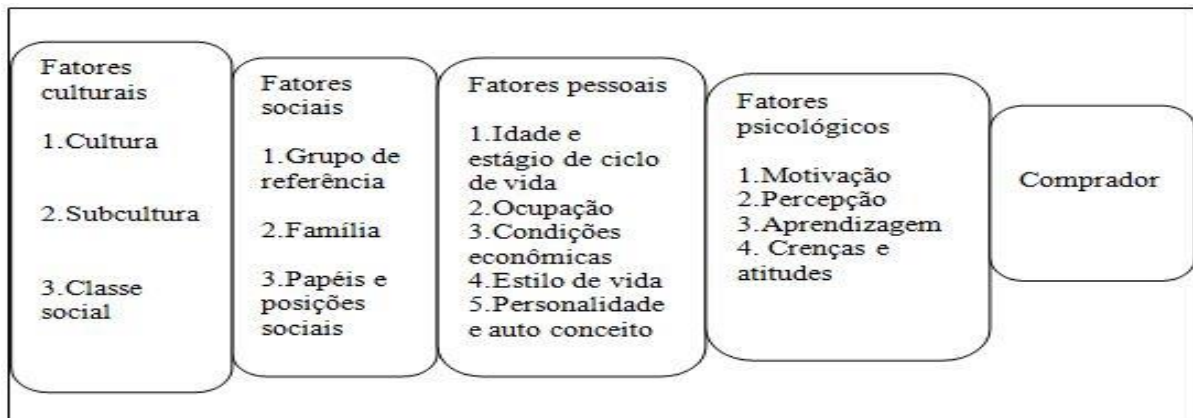 Fatores
culturais
1.Cultura
2.Subcultura
3.Classe
social
Fatores
sociais
1.Grupo de
referência
2.Família
3.Papéis e
posições
sociais
Fatores pessoais
1.Idade e
estágio de ciclo
de vida
2.Ocupação
3.Condições
econômicas
4.Estilo de vida
5.Personalidade
e auto conceito
Fatores
psicológicos
1.Motivação
2.Percepção
3.Aprendizagem
4. Crenças e
atitudes
Comprador